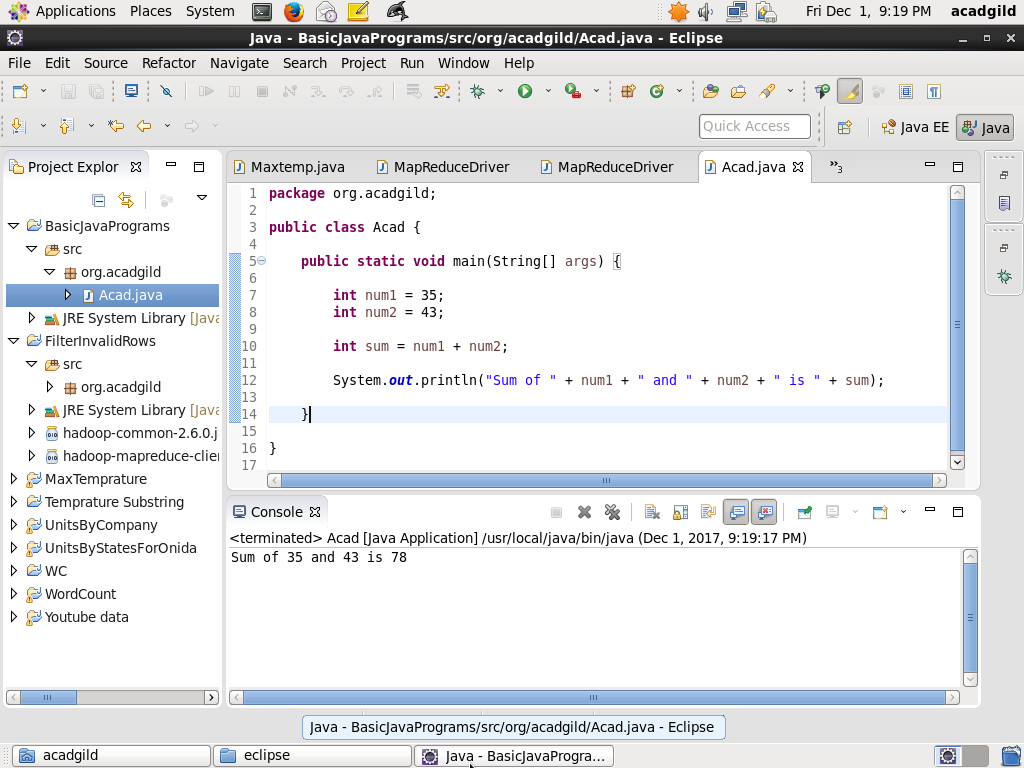 Applications Places System Fri Dec 1, 9:19 PM acadgild
Java - BasicJavaPrograms/src/org/acadgild/Acad.java - Eclipse
File Edit Source Refactor Navigate Search Project Run Window Help
Quick Access Java EE Java
Project Explor
Maxtemp.java MapReduceDriver MapReduceDriver Acad.java »3
BasicJavaPrograms
src
org.acadgild
Acad.java
JRE System Library [Java
FilterInvalidRows
src
org.acadgild
JRE System Library [Java
hadoop-common-2.6.0.j
hadoop-mapreduce-clie
MaxTemprature
Temprature Substring
UnitsByCompany
UnitsByStatesForOnida
WC
WordCount
Youtube data
1 package org.acadgild;
2
3 public class Acad {
4
5 public static void main(String[] args) {
6
7 int num1 = 35;
8 int num2 = 43;
9
10 int sum = num1 + num2;
11
12 System.out.println("Sum of " + num1 + " and " + num2 + " is " + sum);
13
14 }
15
16 }
17
Console
<terminated> Acad [Java Application] /usr/local/java/bin/java (Dec 1, 2017, 9:19:17 PM)
Sum of 35 and 43 is 78
Java - BasicJavaPrograms/src/org/acadgild/Acad.java - Eclipse
acadgild eclipse Java - BasicJavaProgra...